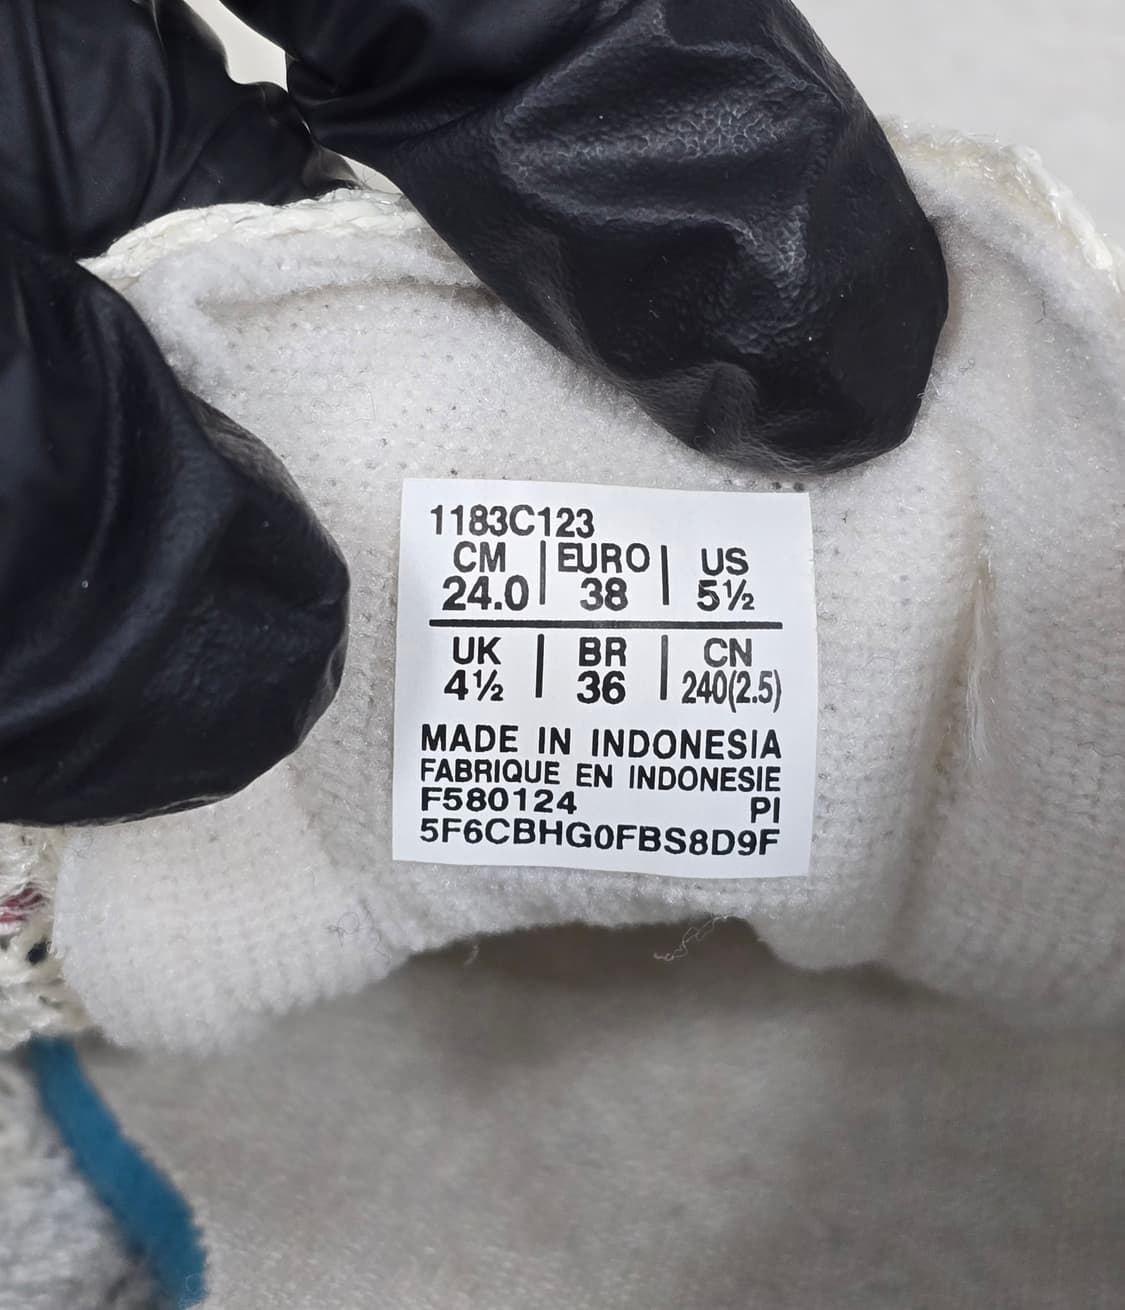 1183C123
CM | EURO | US
24.0 | 38 | 5½
UK | BR | CN
4½ | 36 | 240(2.5)
MADE IN INDONESIA
FABRIQUE EN INDONESIE
F580124 PI
5F6CBHG0FBS8D9F